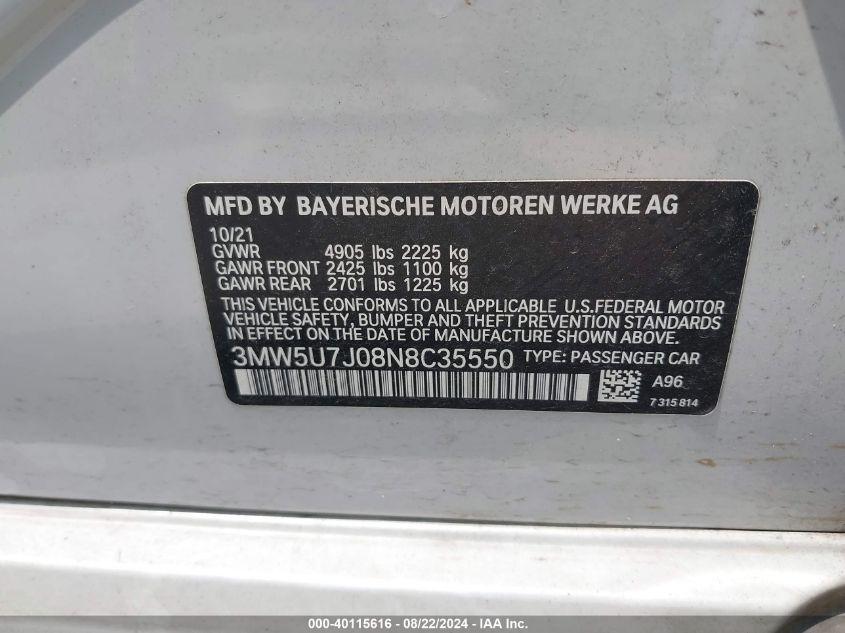 MFD BY BAYERISCHE MOTOREN WERKE AG
10/21
GVWR 4905 lbs 2225 kg
GAWR FRONT 2425 lbs 1100 kg
GAWR REAR 2701 lbs 1225 kg
THIS VEHICLE CONFORMS TO ALL APPLICABLE U.S.FEDERAL MOTOR
VEHICLE SAFETY, BUMPER AND THEFT PREVENTION STANDARDS
IN EFFECT ON THE DATE OF MANUFACTURE SHOWN ABOVE.
3MW5U7J08N8C35550 TYPE: PASSENGER CAR
A96
7 315 814
000-40115616 - 08/22/2024 - IAA Inc.